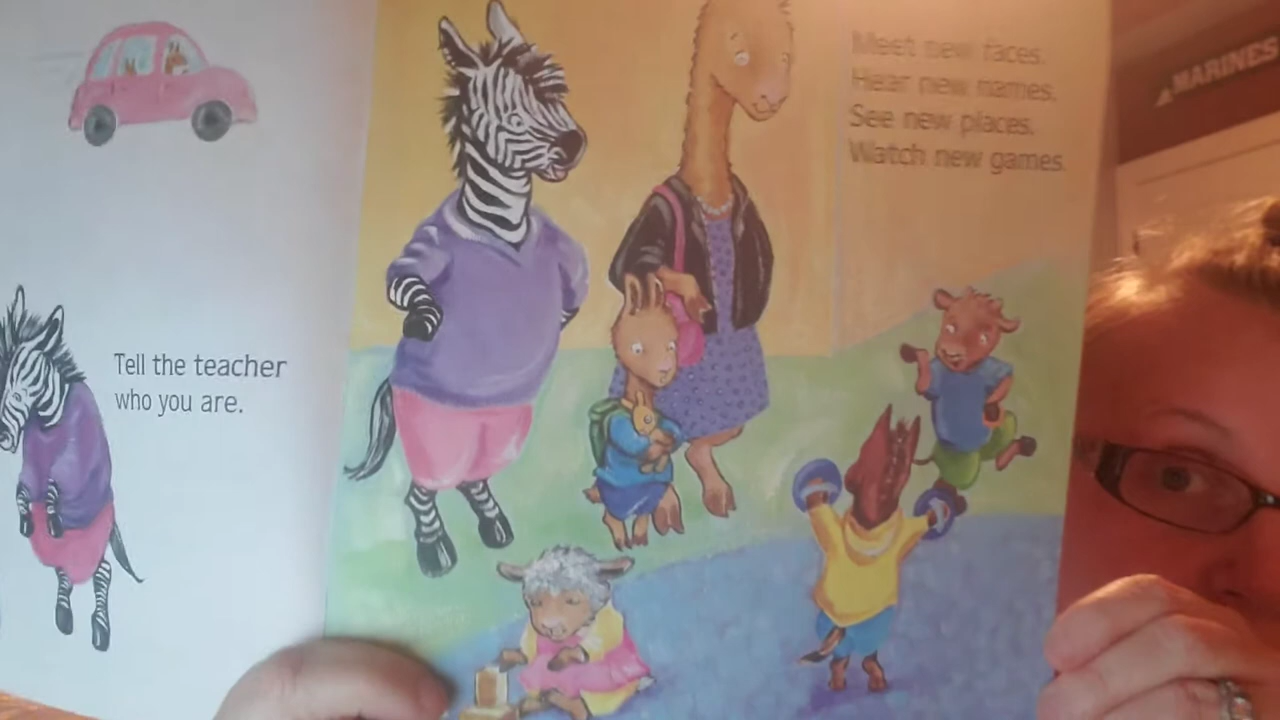 Tell the teacher
who you are.
Meet new faces.
Hear new names.
See new places.
Watch new games.
MARINES